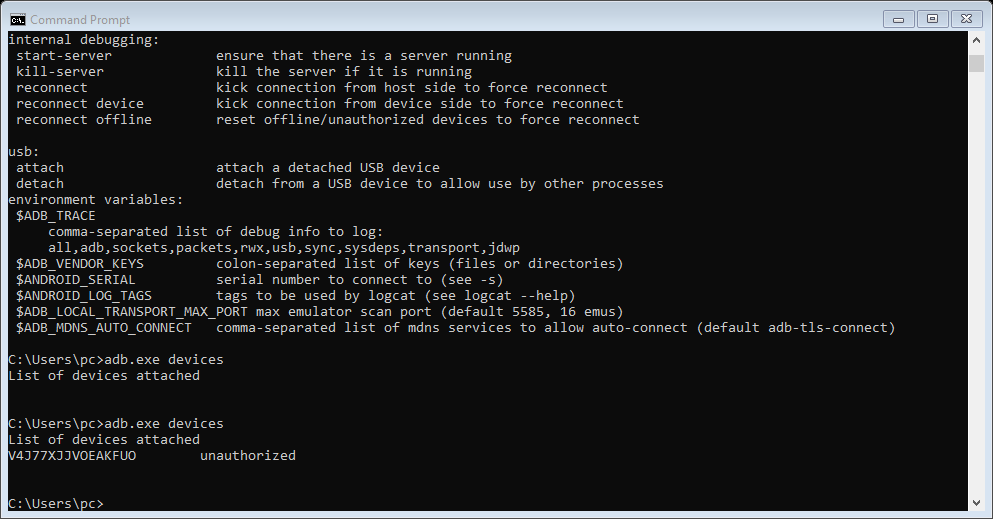 Command Prompt
internal debugging:
 start-server             ensure that there is a server running
 kill-server              kill the server if it is running
 reconnect                kick connection from host side to force reconnect
 reconnect device         kick connection from device side to force reconnect
 reconnect offline        reset offline/unauthorized devices to force reconnect

usb:
 attach                   attach a detached USB device
 detach                   detach from a USB device to allow use by other processes
environment variables:
 $ADB_TRACE
     comma-separated list of debug info to log:
     all,adb,sockets,packets,rwx,usb,sync,sysdeps,transport,jdwp
 $ADB_VENDOR_KEYS         colon-separated list of keys (files or directories)
 $ANDROID_SERIAL          serial number to connect to (see -s)
 $ANDROID_LOG_TAGS        tags to be used by logcat (see logcat --help)
 $ADB_LOCAL_TRANSPORT_MAX_PORT max emulator scan port (default 5585, 16 emus)
 $ADB_MDNS_AUTO_CONNECT   comma-separated list of mdns services to allow auto-connect (default adb-tls-connect)

C:\Users\pc>adb.exe devices
List of devices attached

C:\Users\pc>adb.exe devices
List of devices attached
V4J77XJJVOEAKFUO        unauthorized

C:\Users\pc>